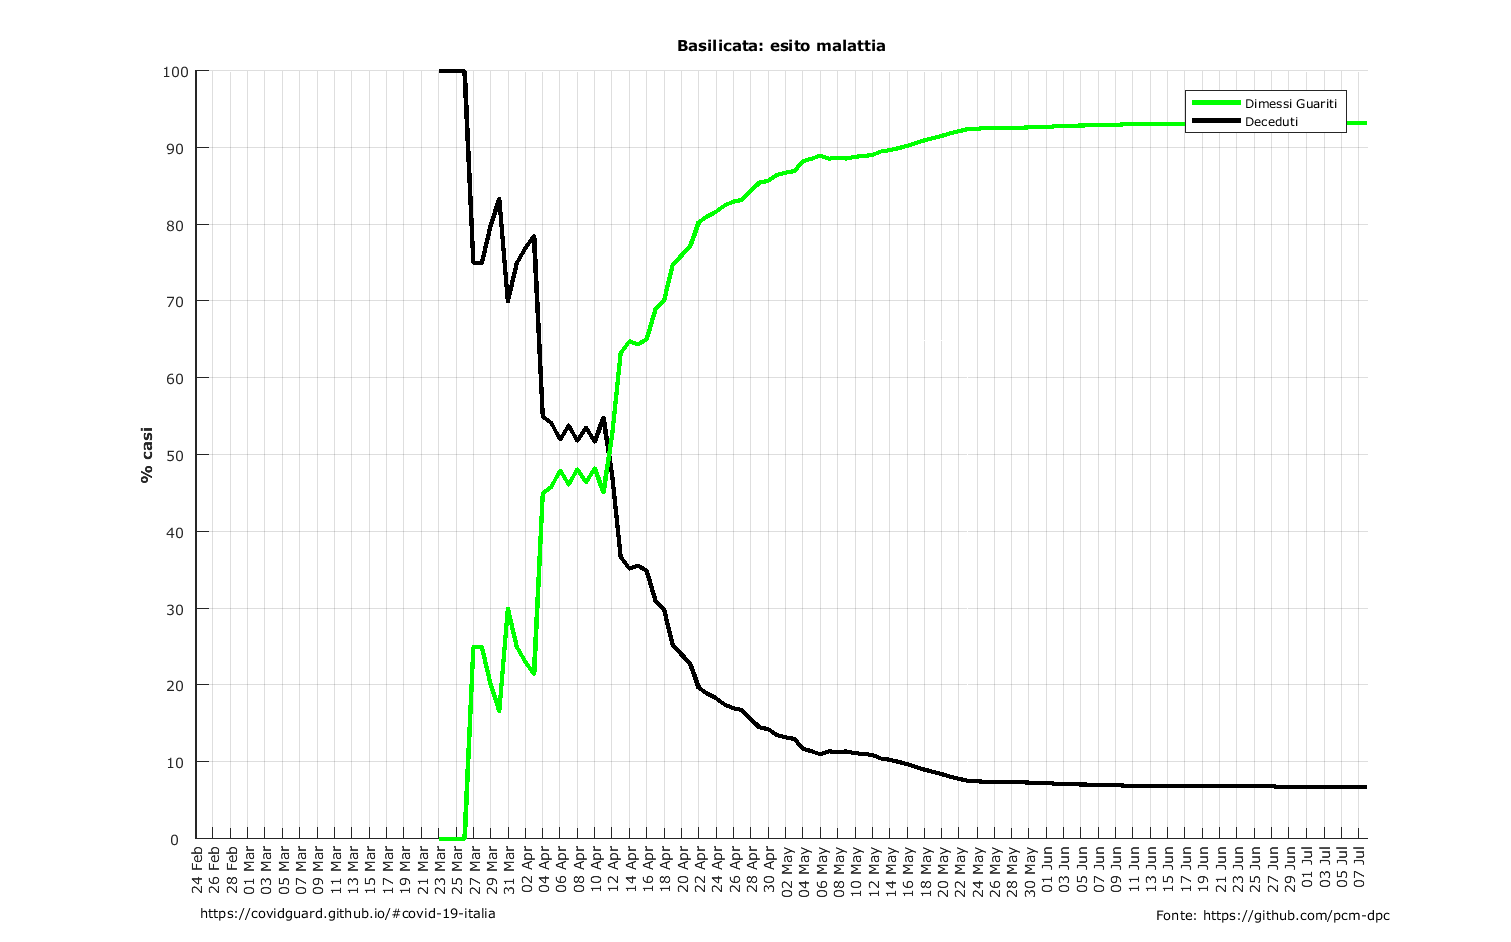 Basilicata: esito malattia
Dimessi Guariti
Deceduti
% casi
100
90
80
70
60
50
40
30
20
10
0
24 Feb
26 Feb
28 Feb
01 Mar
03 Mar
05 Mar
07 Mar
09 Mar
11 Mar
13 Mar
15 Mar
17 Mar
19 Mar
21 Mar
23 Mar
25 Mar
27 Mar
29 Mar
31 Mar
02 Apr
04 Apr
06 Apr
08 Apr
10 Apr
12 Apr
14 Apr
16 Apr
18 Apr
20 Apr
22 Apr
24 Apr
26 Apr
28 Apr
30 Apr
02 May
04 May
06 May
08 May
10 May
12 May
14 May
16 May
18 May
20 May
22 May
24 May
26 May
28 May
30 May
01 Jun
03 Jun
05 Jun
07 Jun
09 Jun
11 Jun
13 Jun
15 Jun
17 Jun
19 Jun
21 Jun
23 Jun
25 Jun
27 Jun
29 Jun
01 Jul
03 Jul
05 Jul
07 Jul
https://covidguard.github.io/#covid-19-italia
Fonte: https://github.com/pcm-dpc